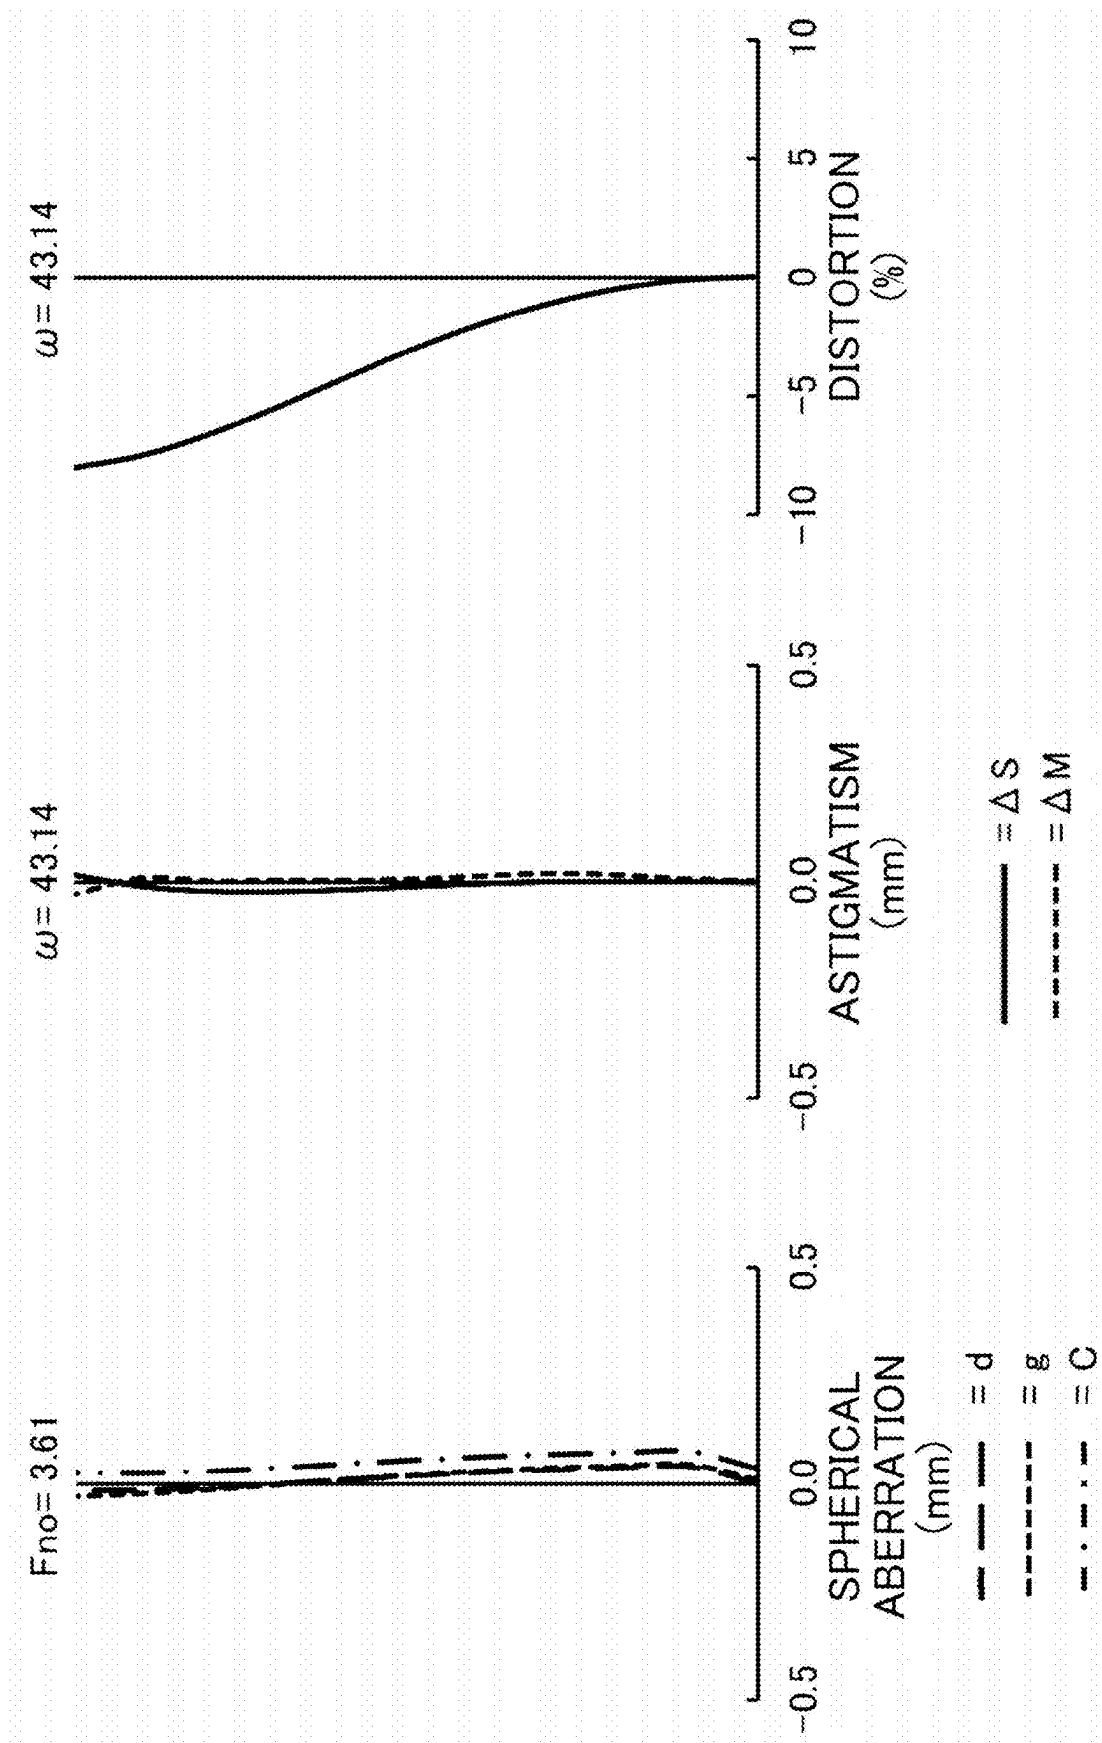 Fno= 3.61
-0.5 0.0 0.5
SPHERICAL
ABERRATION
(mm)
= d
= g
= C
ω= 43.14
-0.5 0.0 0.5
ASTIGMATISM
(mm)
=ΔS
=ΔM
ω= 43.14
-10 -5 0 5 10
DISTORTION
(%)